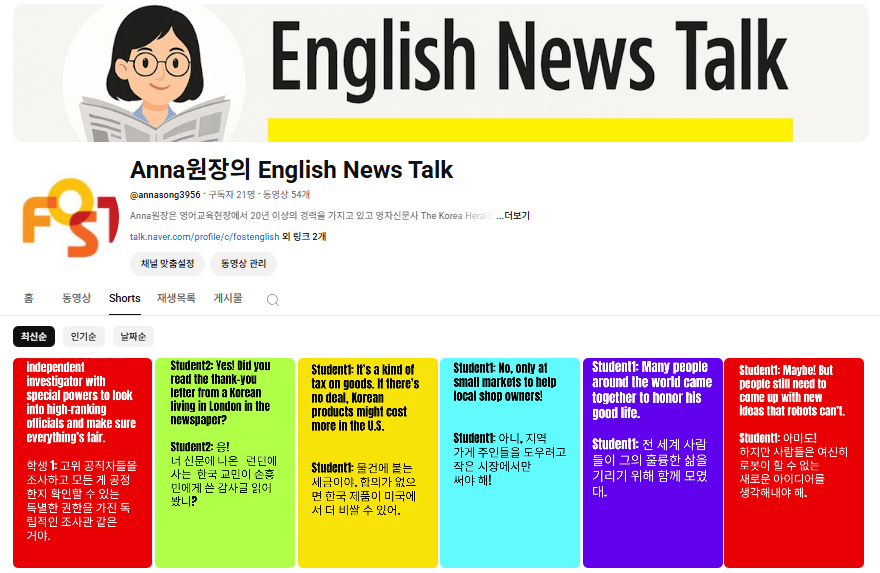 English News Talk
Anna원장의 English News Talk
@annasong3956 · 구독자 21명 · 동영상 54개
Anna원장은 영어교육현장에서 20년 이상의 경력을 가지고 있고 영자신문사 The Korea Herald ...더보기
talk.naver.com/profile/c/fostenglish 외 링크 2개
채널 맞춤설정
동영상 관리
홈
동영상
Shorts
재생목록
게시물
최신순
인기순
날짜순
independent
investigator with
special powers to look
into high-ranking
officials and make sure
everything's fair.
학생 1: 고위 공직자들을
조사하고 모든 게 공정
한지 확인할 수 있는
특별한 권한을 가진 독
립적인 조사관 같은
거야.
Student2: Yes! Did you
read the thank-you
letter from a Korean
living in London in the
newspaper?
Student2: 응!
너 신문에 나온 런던에
사는 한국 교민이 손흥
민에게 쓴 감사글 읽어
봤니?
Student1: It's a kind of
tax on goods. If there's
no deal, Korean
products might cost
more in the U.S.
Student1: 물건에 붙는
세금이야. 합의가 없으
면 한국 제품이 미국에
서 더 비쌀 수 있어.
Student1: No, only at
small markets to help
local shop owners!
Student1: 아니, 지역
가게 주인들을 도우려고
작은 시장에서만
써야 해!
Student1: Many people
around the world came
together to honor his
good life.
Student1: 전 세계 사람
들이 그의 훌륭한 삶을
기리기 위해 함께 모였
대.
Student1: Maybe! But
people still need to
come up with new
ideas that robots can't.
Student1: 아마도!
하지만 사람들은 여전히
로봇이 할 수 없는
새로운 아이디어를
생각해내야 해.